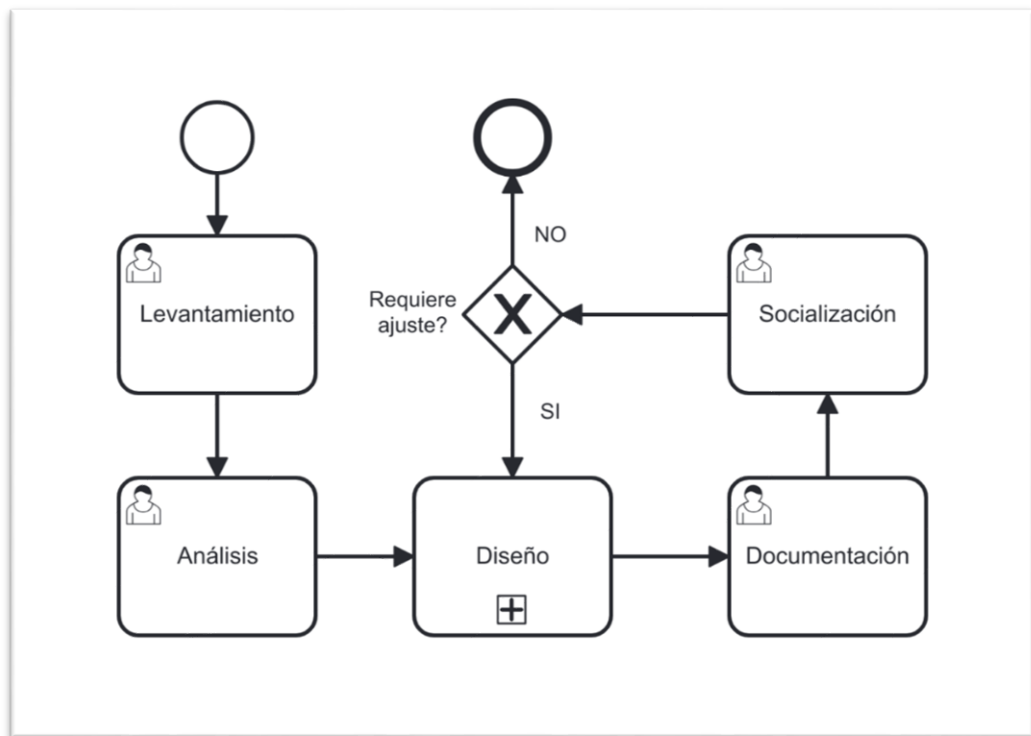 NO
Requiere
ajuste?
Levantamiento
Socialización
SI
Análisis
Diseño
Documentación